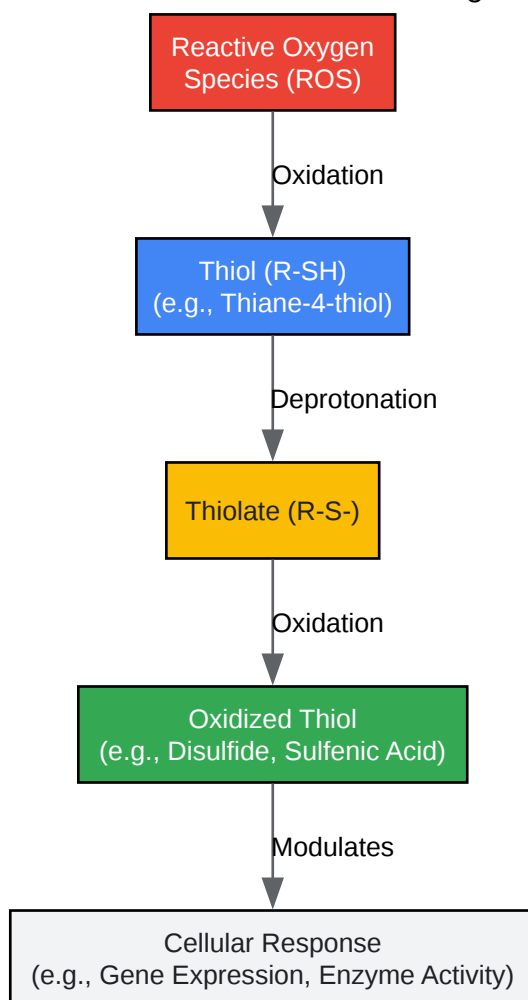 Reactive Oxygen
Species (ROS)
Oxidation
Thiol (R-SH)
(e.g., Thiane-4-thiol)
Deprotonation
Thiolate (R-S-)
Oxidation
Oxidized Thiol
(e.g., Disulfide, Sulfenic Acid)
Modulates
Cellular Response
(e.g., Gene Expression, Enzyme Activity)